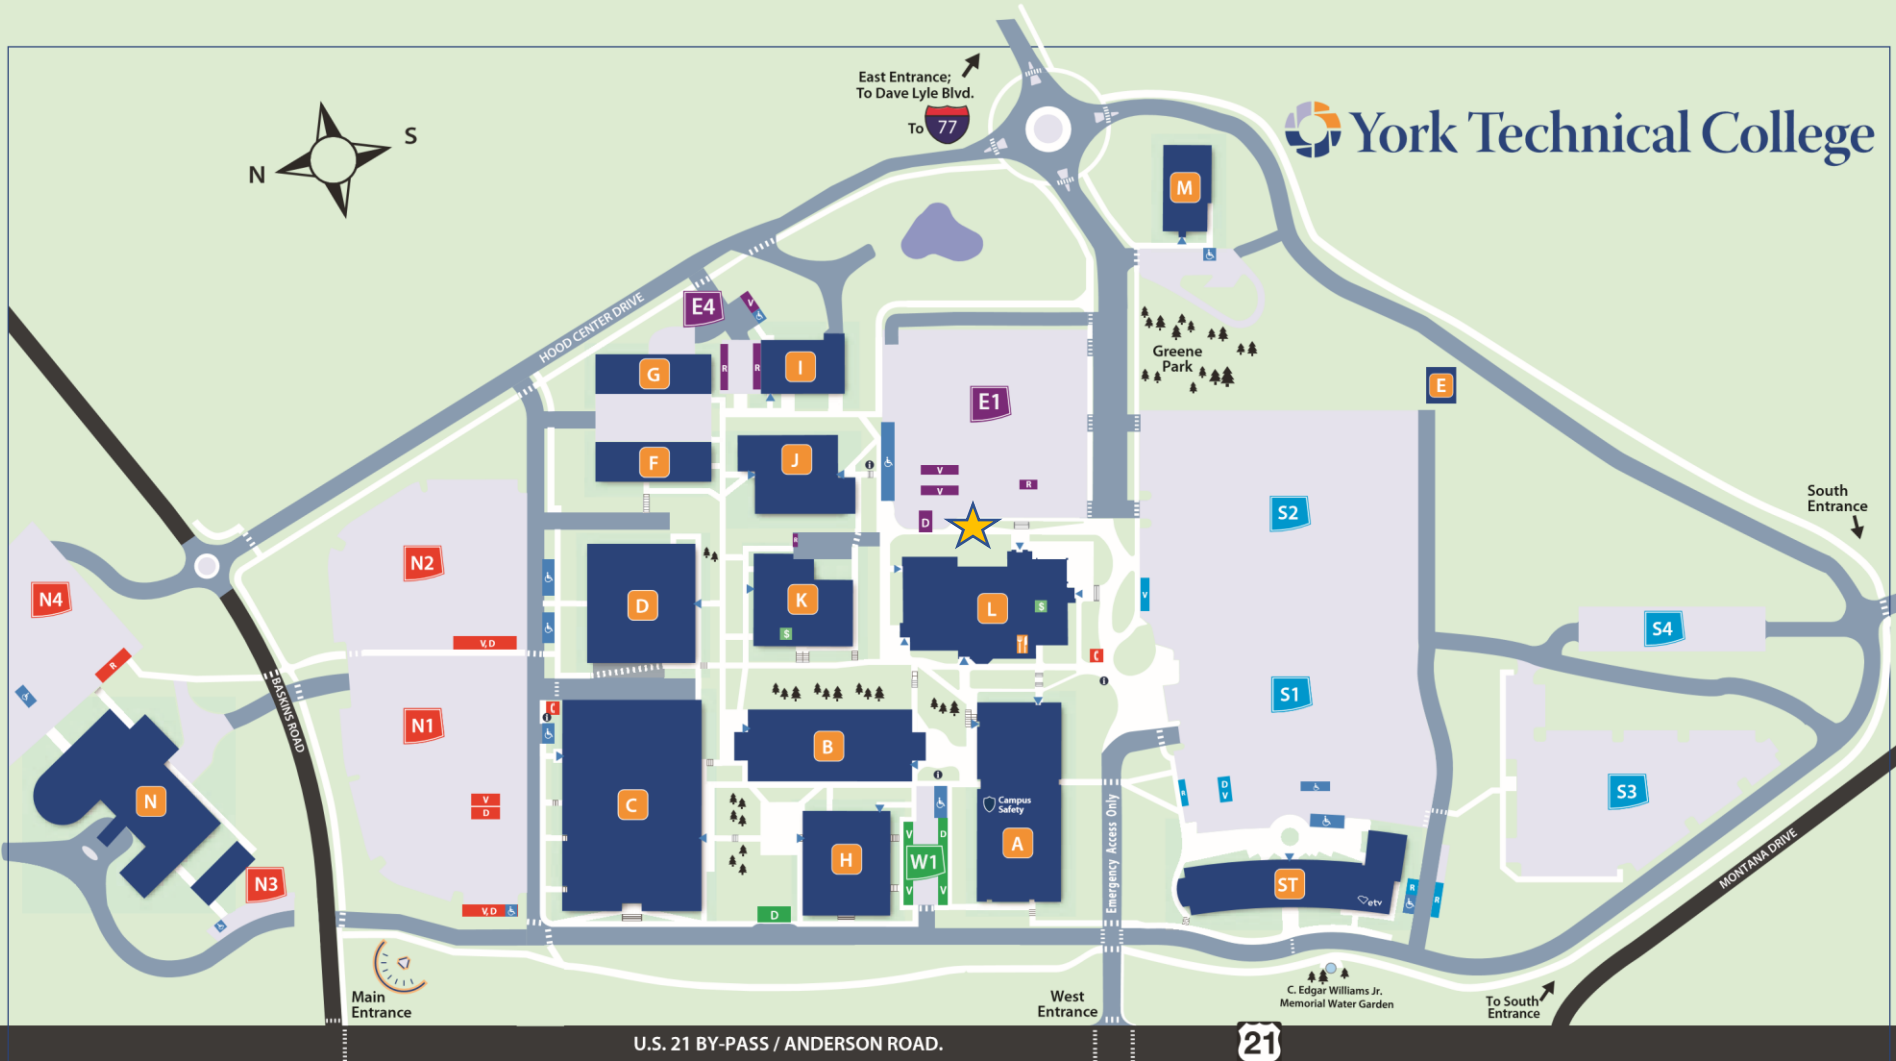 East Entrance;
To Dave Lyle Blvd.
To 77
York Technical College
S
N
M
HOOD CENTER DRIVE
E4
V
G
R
R
I
E1
Greene
Park
E
F
J
V
V
R
D
S2
South
Entrance
N2
N4
R
D
K
$
L
$
V
S4
V, D
R
BASKINS ROAD
N1
B
S1
N
V
D
C
Campus
Safety
A
H
V
D
W1
V
V
Emergency Access Only
R
D
V
S3
MONTANA DRIVE
N3
V, D
D
ST
etv
R
R
Main
Entrance
West
Entrance
C. Edgar Williams Jr.
Memorial Water Garden
To South
Entrance
U.S. 21 BY-PASS / ANDERSON ROAD.
21